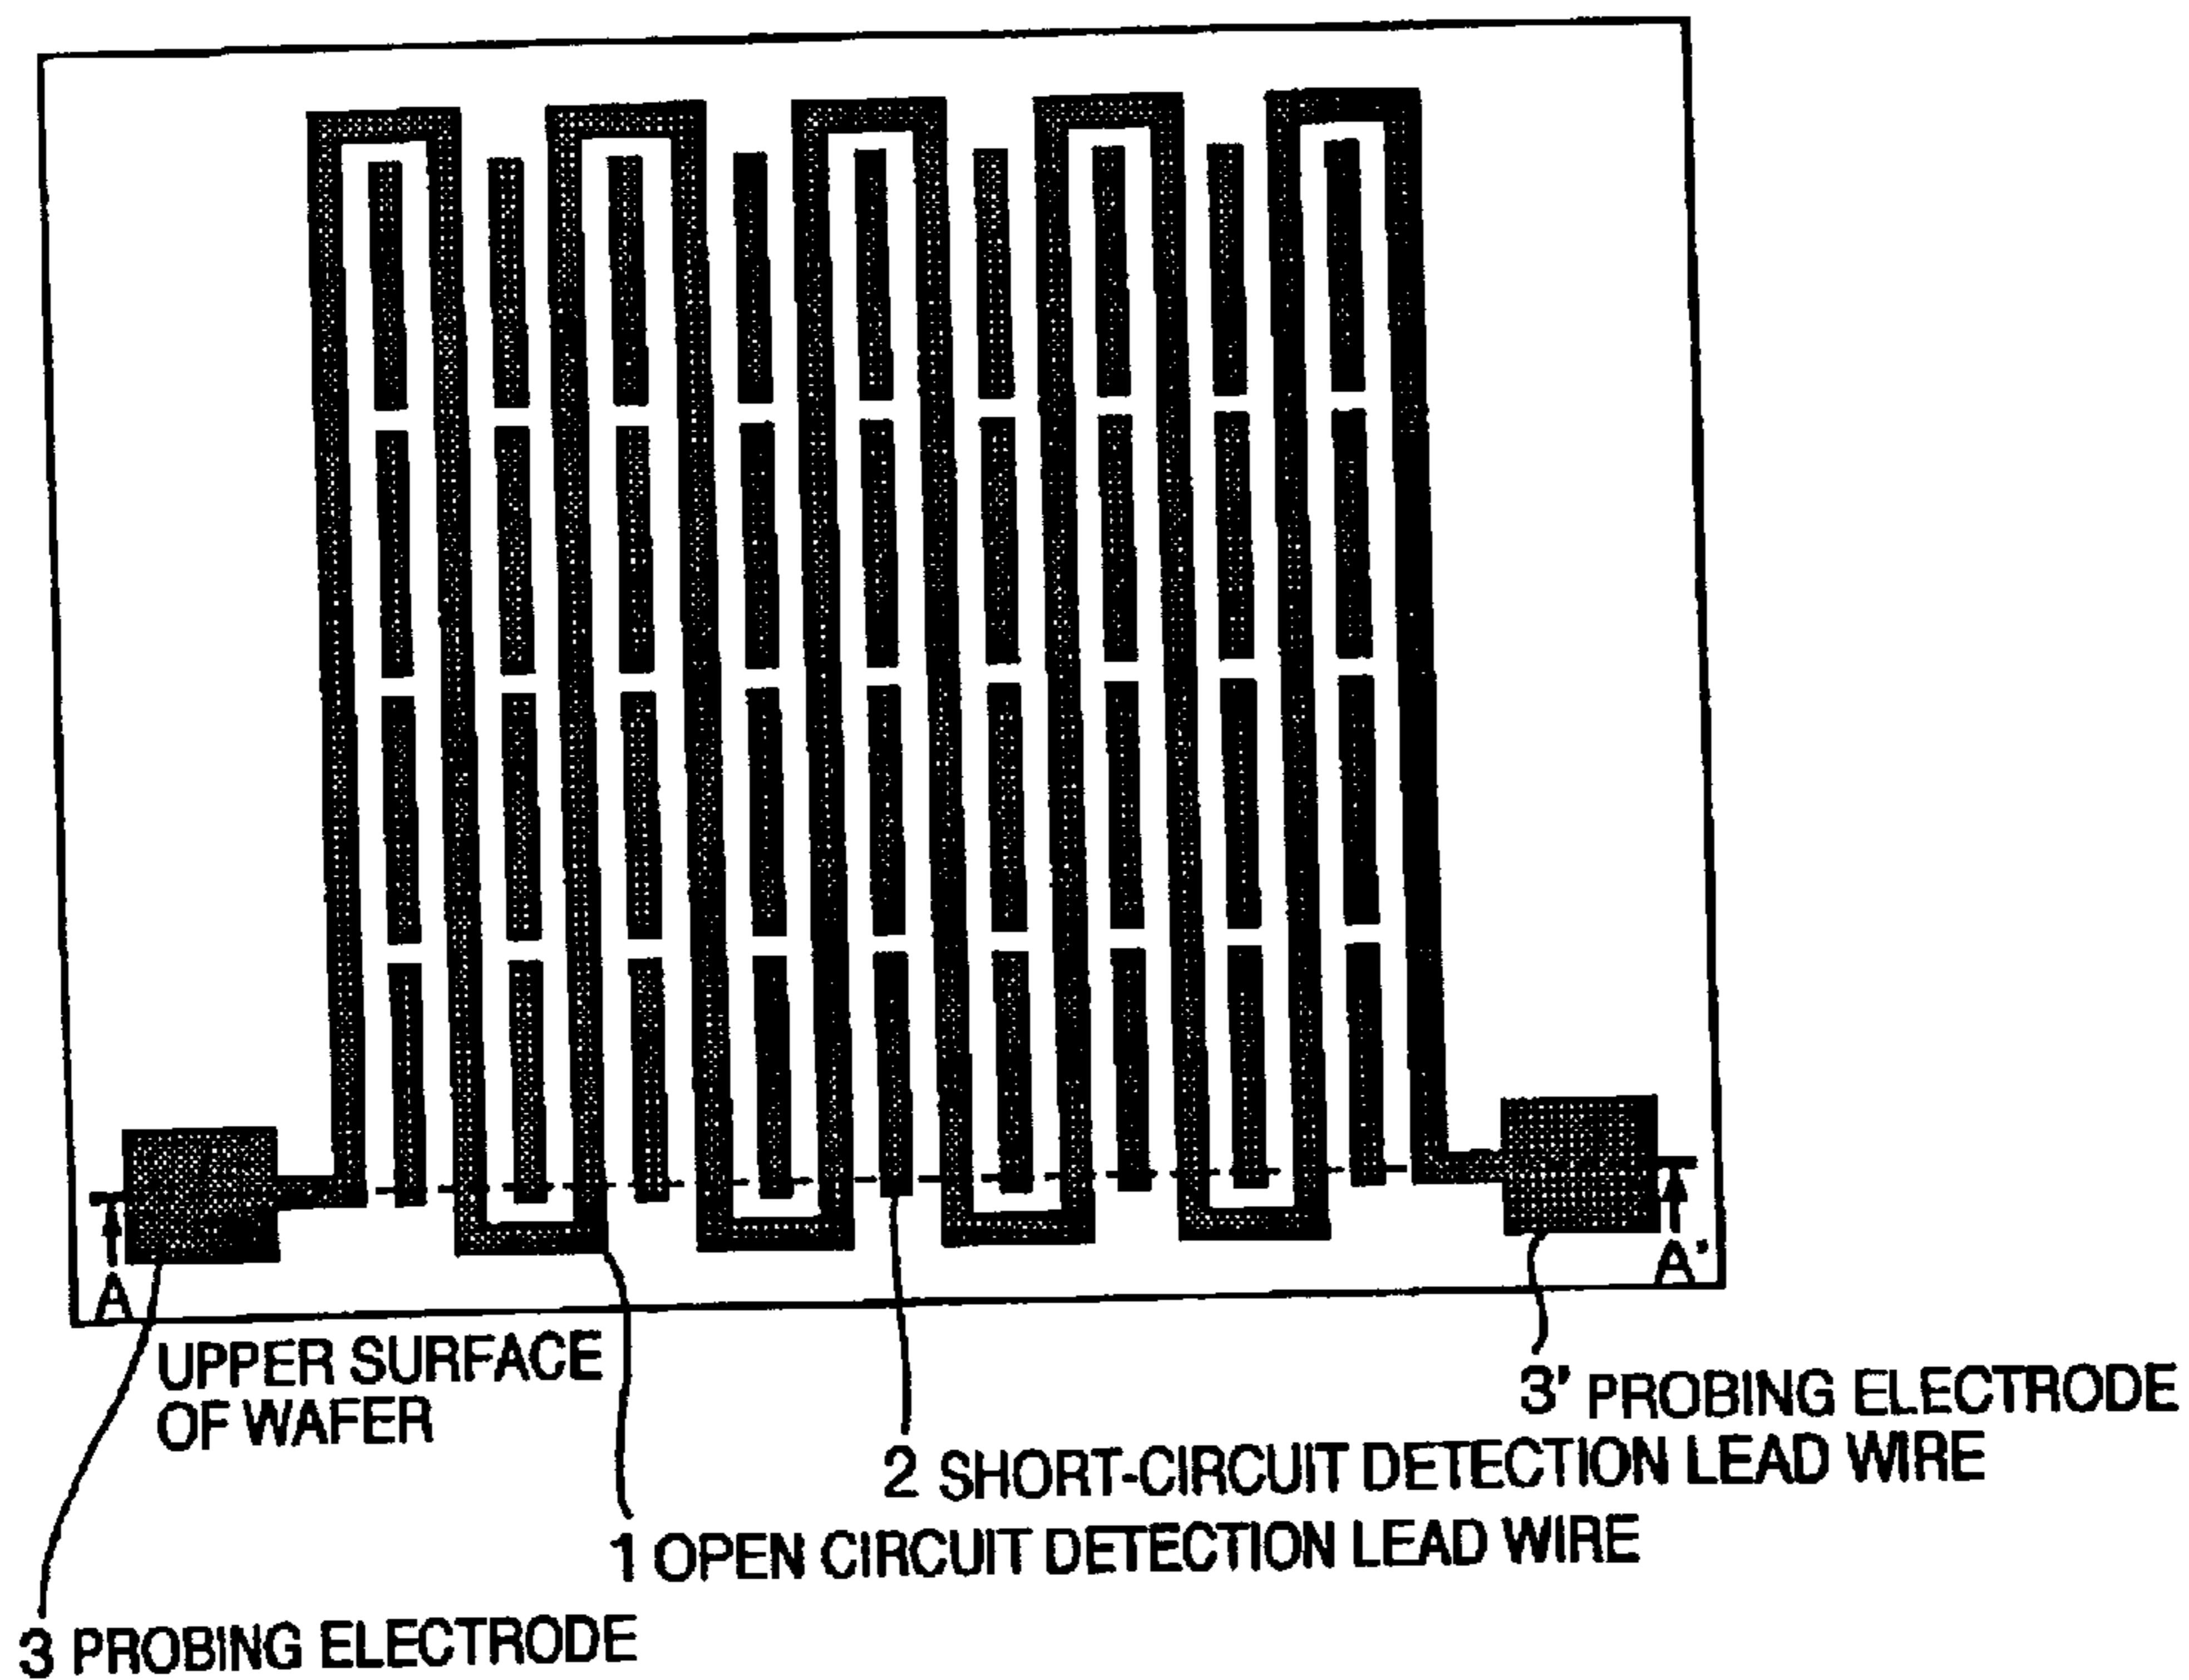 A
A'
UPPER SURFACE
OF WAFER
3' PROBING ELECTRODE
2 SHORT-CIRCUIT DETECTION LEAD WIRE
1 OPEN CIRCUIT DETECTION LEAD WIRE
3 PROBING ELECTRODE